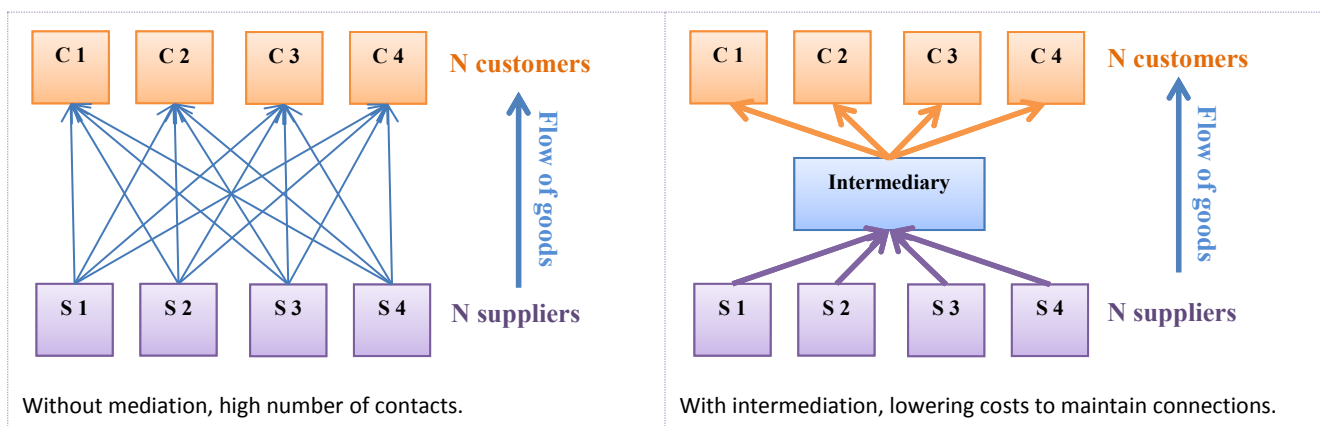 C 1
C 2
C 3
C 4
N customers
Flow of goods
S 1
S 2
S 3
S 4
N suppliers
Without mediation, high number of contacts.
C 1
C 2
C 3
C 4
N customers
Intermediary
Flow of goods
S 1
S 2
S 3
S 4
N suppliers
With intermediation, lowering costs to maintain connections.